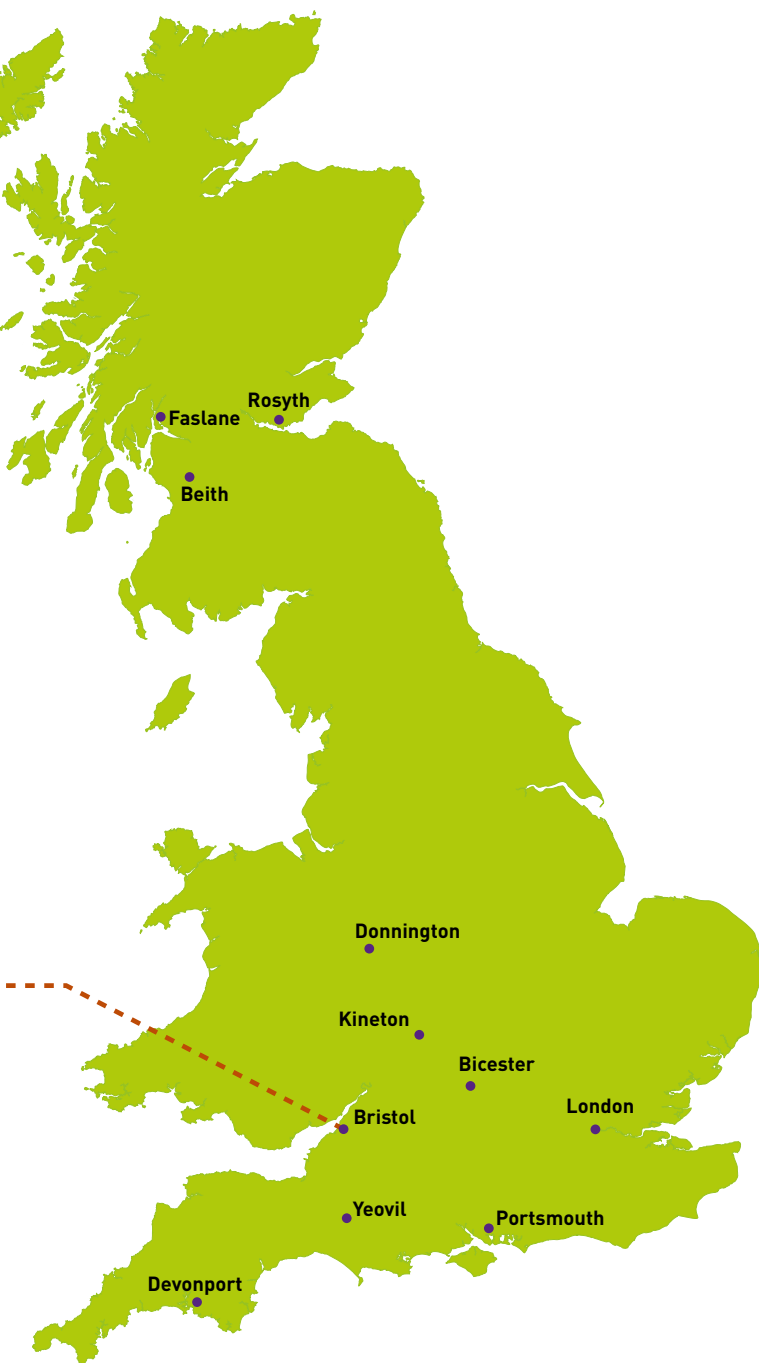 Rosyth
Faslane
Beith
Donnington
Kineton
Bicester
London
Bristol
Yeovil
Portsmouth
Devonport